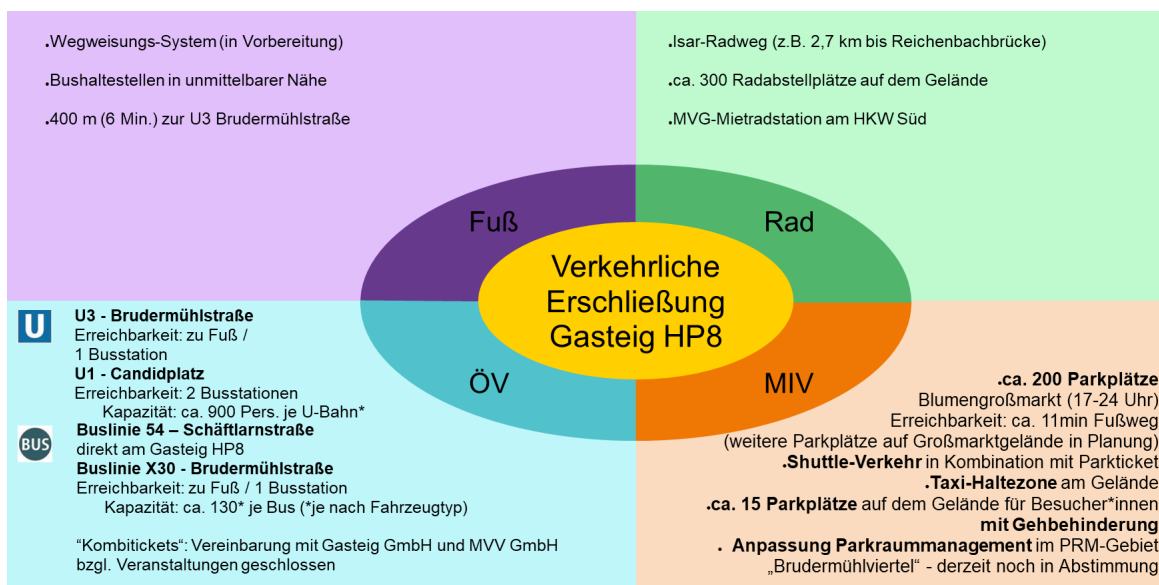 .Wegweisungs-System (in Vorbereitung)
.Bushaltestellen in unmittelbarer Nähe
.400 m (6 Min.) zur U3 Brudermühlstraße
.Isar-Radweg (z.B. 2,7 km bis Reichenbachbrücke)
.ca. 300 Radabstellplätze auf dem Gelände
.MVG-Mietradstation am HKW Süd
Fuß
Rad
Verkehrliche
Erschließung
Gasteig HP8
ÖV
MIV
U
U3 - Brudermühlstraße
Erreichbarkeit: zu Fuß /
1 Busstation
U1 - Candidplatz
Erreichbarkeit: 2 Busstationen
Kapazität: ca. 900 Pers. je U-Bahn*
BUS
Buslinie 54 – Schäftlarnstraße
direkt am Gasteig HP8
Buslinie X30 - Brudermühlstraße
Erreichbarkeit: zu Fuß / 1 Busstation
Kapazität: ca. 130* je Bus (*je nach Fahrzeugtyp)
“Kombitickets“: Vereinbarung mit Gasteig GmbH und MVV GmbH
bzgl. Veranstaltungen geschlossen
.ca. 200 Parkplätze
Blumengroßmarkt (17-24 Uhr)
Erreichbarkeit: ca. 11min Fußweg
(weitere Parkplätze auf Großmarktgelände in Planung)
.Shuttle-Verkehr in Kombination mit Parkticket
.Taxi-Haltezone am Gelände
.ca. 15 Parkplätze auf dem Gelände für Besucher*innen
mit Gehbehinderung
. Anpassung Parkraummanagement im PRM-Gebiet
„Brudermühlviertel“ - derzeit noch in Abstimmung